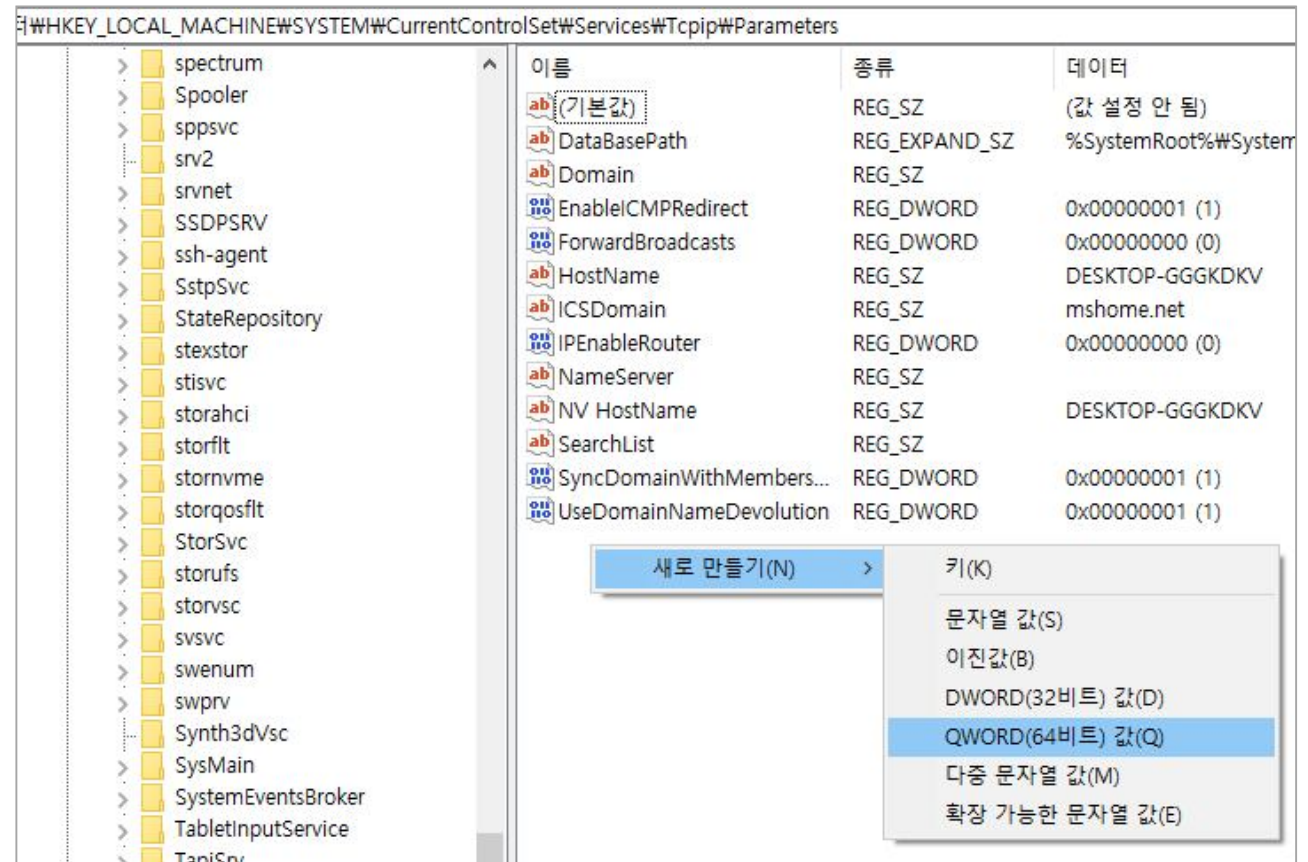 터₩HKEY_LOCAL_MACHINE₩SYSTEM₩CurrentControlSet₩Services₩Tcpip₩Parameters
spectrum
Spooler
sppsvc
srv2
srvnet
SSDPSRV
ssh-agent
SstpSvc
StateRepository
stexstor
stisvc
storahci
storflt
stornvme
storqosflt
StorSvc
storufs
storvsc
svsvc
swenum
swprv
Synth3dVsc
SysMain
SystemEventsBroker
TabletInputService
TapiSrv
이름 종류 데이터
(기본값) REG_SZ (값 설정 안 됨)
DataBasePath REG_EXPAND_SZ %SystemRoot%₩System
Domain REG_SZ
EnableICMPRedirect REG_DWORD 0x00000001 (1)
ForwardBroadcasts REG_DWORD 0x00000000 (0)
HostName REG_SZ DESKTOP-GGGKDKV
ICSDomain REG_SZ mshome.net
IPEnableRouter REG_DWORD 0x00000000 (0)
NameServer REG_SZ
NV HostName REG_SZ DESKTOP-GGGKDKV
SearchList REG_SZ
SyncDomainWithMembers... REG_DWORD 0x00000001 (1)
UseDomainNameDevolution REG_DWORD 0x00000001 (1)
새로 만들기(N) >
키(K)
문자열 값(S)
이진값(B)
DWORD(32비트) 값(D)
QWORD(64비트) 값(Q)
다중 문자열 값(M)
확장 가능한 문자열 값(E)